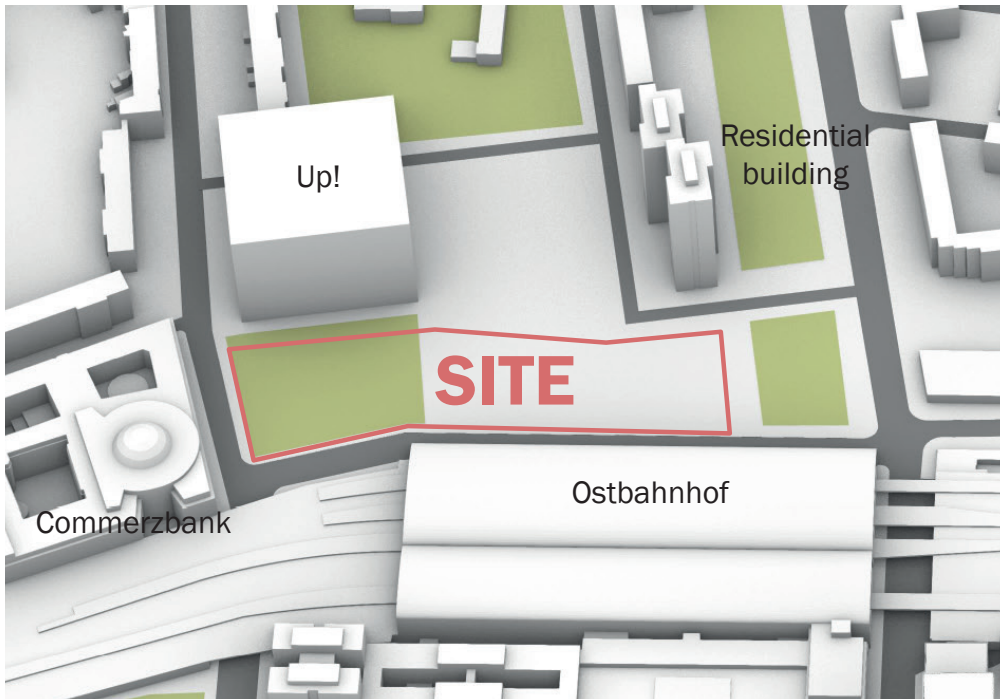 Residential
building
Up!
SITE
Ostbahnhof
Commerzbank